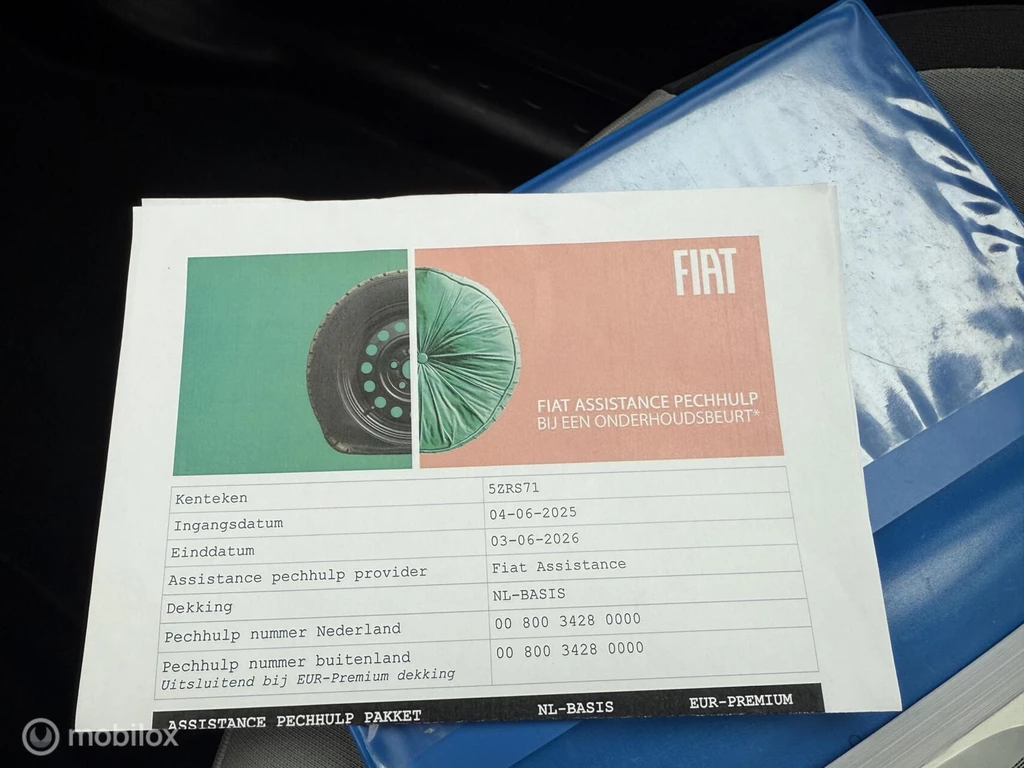 FIAT
FIAT ASSISTANCE PECHHULP
BIJ EEN ONDERHOUDSBEURT*
Kenteken 5ZRS71
Ingangsdatum 04-06-2025
Einddatum 03-06-2026
Assistance pechhulp provider Fiat Assistance
Dekking NL-BASIS
Pechhulp nummer Nederland 00 800 3428 0000
Pechhulp nummer buitenland 00 800 3428 0000
Uitsluitend bij EUR-Premium dekking
ASSISTANCE PECHHULP PAKKET NL-BASIS EUR-PREMIUM
mobilox